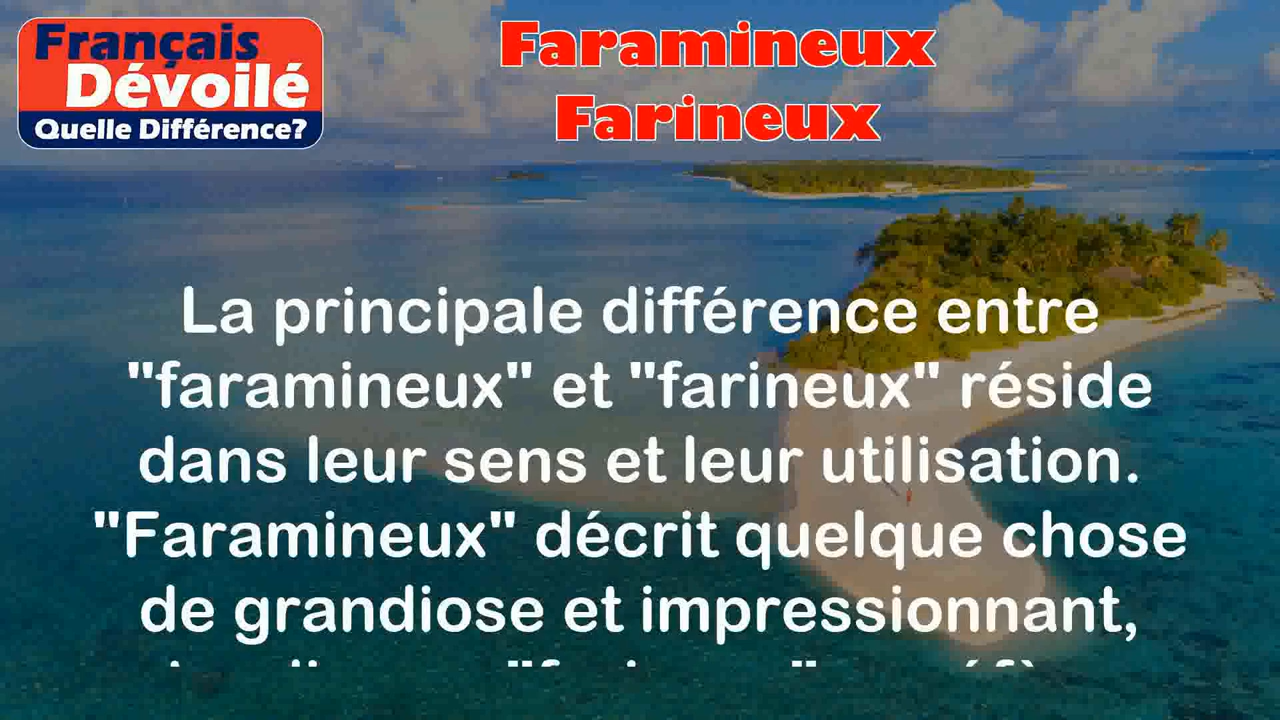 Français
Dévoilé
Quelle Différence?
Faramineux
Farineux
La principale différence entre
"faramineux" et "farineux" réside
dans leur sens et leur utilisation.
"Faramineux" décrit quelque chose
de grandiose et impressionnant,